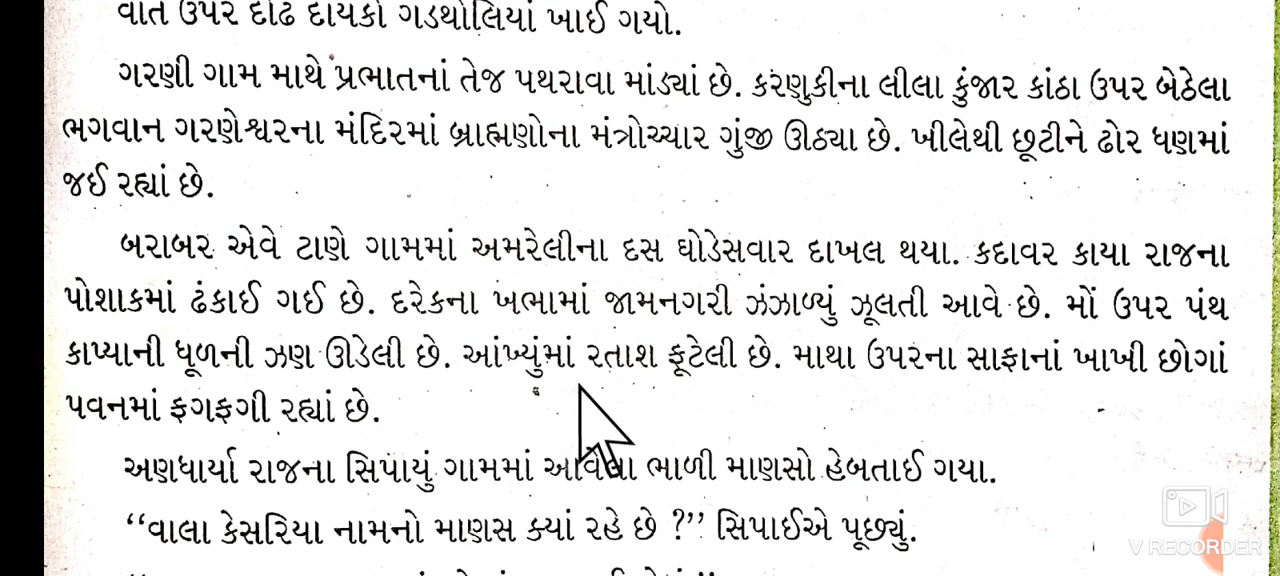 વાત ઉપર દોઢ દાયકો ગડથોલિયાં ખાઈ ગયો.
ગરણી ગામ માથે પ્રભાતનાં તેજ પથરાવા માંડ્યાં છે. કરણુકીના લીલા કુંજાર કાંઠા ઉપર બેઠેલા
ભગવાન ગરણેશ્વરના મંદિરમાં બ્રાહ્મણોના મંત્રોચ્ચાર ગુંજી ઊઠ્યા છે. ખીલેથી છૂટીને ઢોર ધણમાં
જઈ રહ્યાં છે.
બરાબર એવે ટાણે ગામમાં અમરેલીના દસ ઘોડેસવાર દાખલ થયા. કદાવર કાયા રાજના
પોશાકમાં ઢંકાઈ ગઈ છે. દરેકના ખભામાં જામનગરી ઝંઝાળ્યું ઝૂલતી આવે છે. મોં ઉપર પંથ
કાપ્યાની ધૂળની ઝણ ઊડેલી છે. આંખ્યુંમાં રતાશ ફૂટેલી છે. માથા ઉપરના સાફાનાં ખાખી છોગાં
પવનમાં ફગફગી રહ્યાં છે.
અણધાર્યા રાજના સિપાયું ગામમાં આવેલા ભાળી માણસો હેબતાઈ ગયા.
“વાલા કેસરિયા નામનો માણસ ક્યાં રહે છે ?” સિપાઈએ પૂછ્યું.
V RECORDER